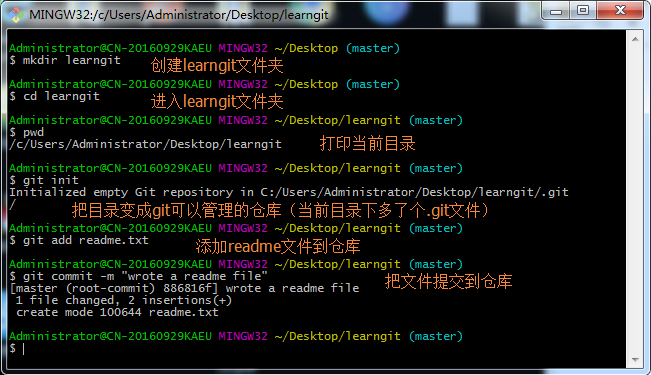 MINGW32:/c/Users/Administrator/Desktop/learngit
Administrator@CN-20160929KAEU MINGW32 ~/Desktop (master)
$ mkdir learngit 创建learngit文件夹
Administrator@CN-20160929KAEU MINGW32 ~/Desktop (master)
$ cd learngit 进入learngit文件夹
Administrator@CN-20160929KAEU MINGW32 ~/Desktop/learngit (master)
$ pwd
/c/Users/Administrator/Desktop/learngit 打印当前目录
Administrator@CN-20160929KAEU MINGW32 ~/Desktop/learngit (master)
$ git init
Initialized empty Git repository in C:/Users/Administrator/Desktop/learngit/.git
/
把目录变成git可以管理的仓库（当前目录下多了个.git文件）
Administrator@CN-20160929KAEU MINGW32 ~/Desktop/learngit (master)
$ git add readme.txt 添加readme文件到仓库
Administrator@CN-20160929KAEU MINGW32 ~/Desktop/learngit (master)
$ git commit -m "wrote a readme file"
[master (root-commit) 886816f] wrote a readme file 把文件提交到仓库
1 file changed, 2 insertions(+)
create mode 100644 readme.txt
Administrator@CN-20160929KAEU MINGW32 ~/Desktop/learngit (master)
$